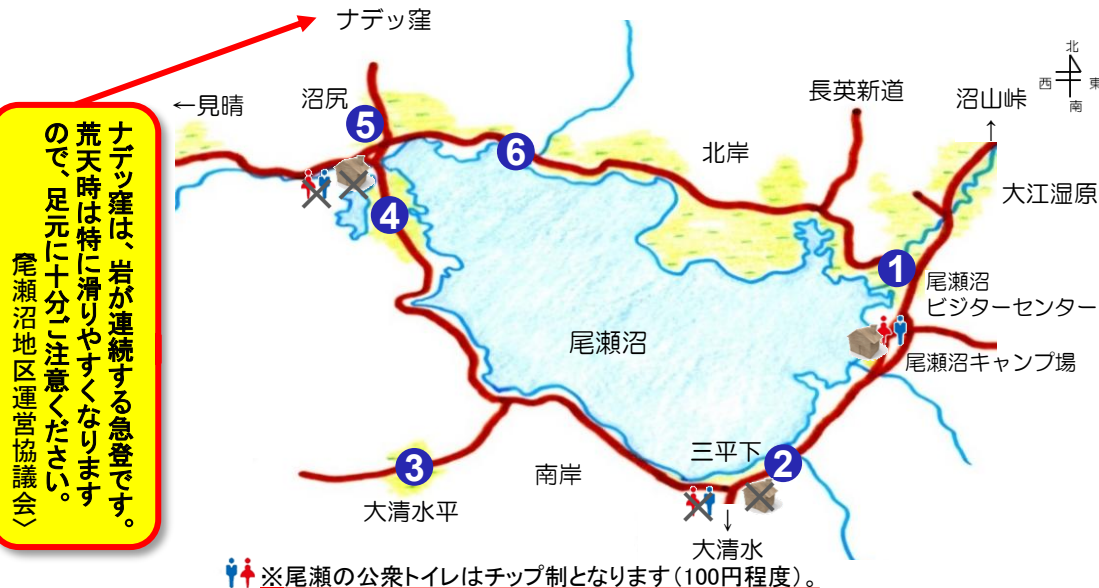 ナデッ窪
←見晴
沼尻
長英新道
沼山峠
↑
北
西
東
南
北岸
大江湿原
ナデッ窪は、岩が連続する急登です。
荒天時は特に滑りやすくなります
ので、足元に十分ご注意ください。
〈尾瀬沼地区運営協議会〉
5
6
4
1
尾瀬沼
ビジターセンター
尾瀬沼
尾瀬沼キャンプ場
三平下
2
3
南岸
大清水平
↓
大清水
※尾瀬の公衆トイレはチップ制となります(100円程度)。